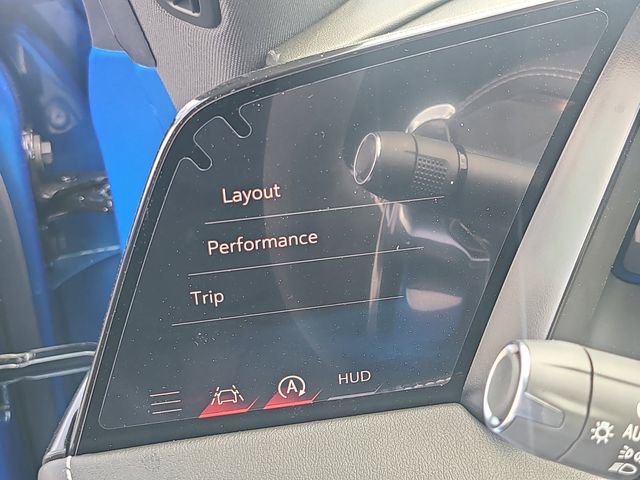 Layout
Performance
Trip
A
HUD